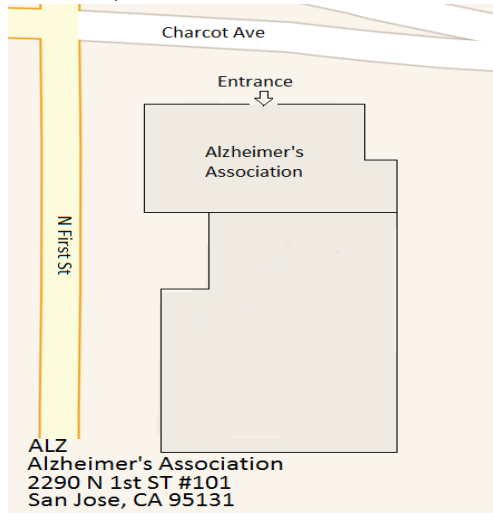 Charcot Ave
Entrance
Alzheimer's
Association
N First St
ALZ
Alzheimer's Association
2290 N 1st ST #101
San Jose, CA 95131